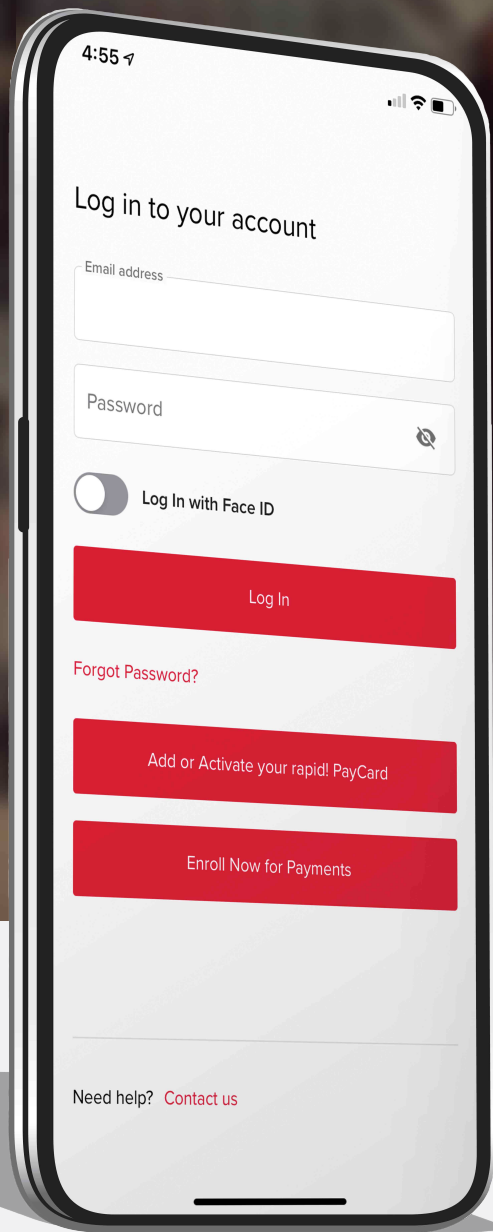 4:55
Log in to your account
Email address
Password
Log In with Face ID
Log In
Forgot Password?
Add or Activate your rapid! PayCard
Enroll Now for Payments
Need help? Contact us